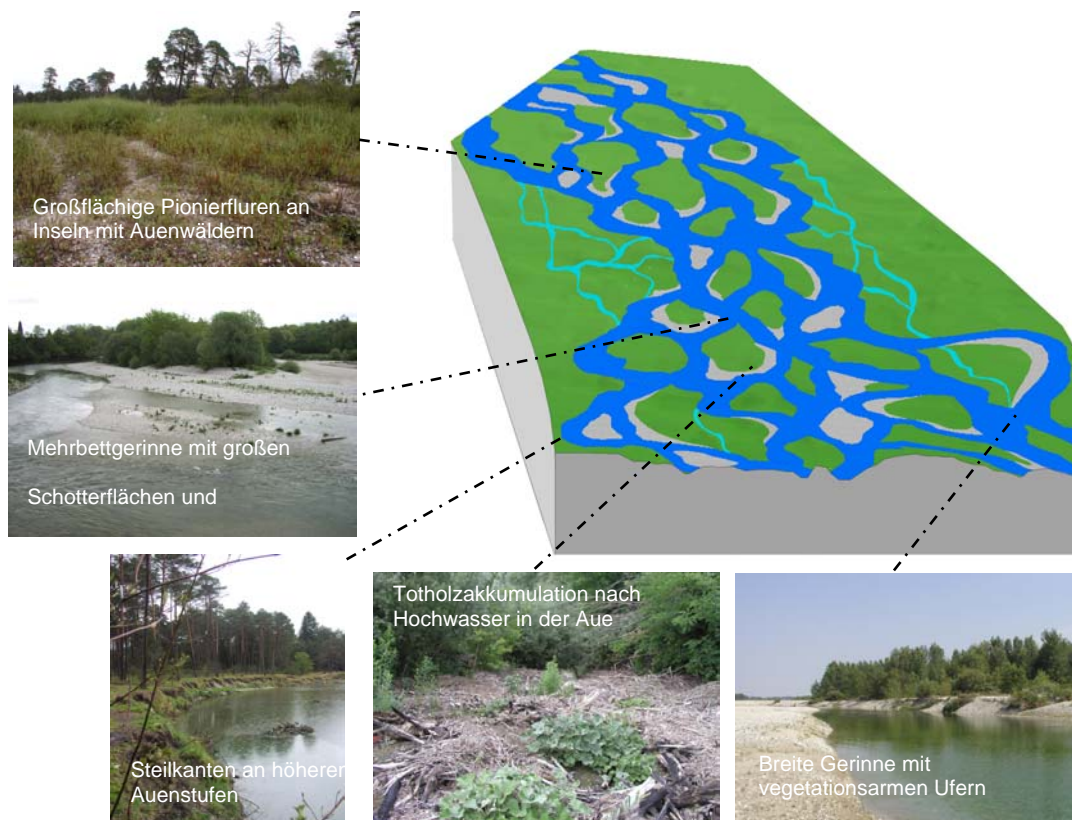 Großflächige Pionierfluren an
Inseln mit Auenwäldern
Mehrbettgerinne mit großen
Schotterflächen und
Steilkanten an höheren
Auenstufen
Totholzakkumulation nach
Hochwasser in der Aue
Breite Gerinne mit
vegetationsarmen Ufern